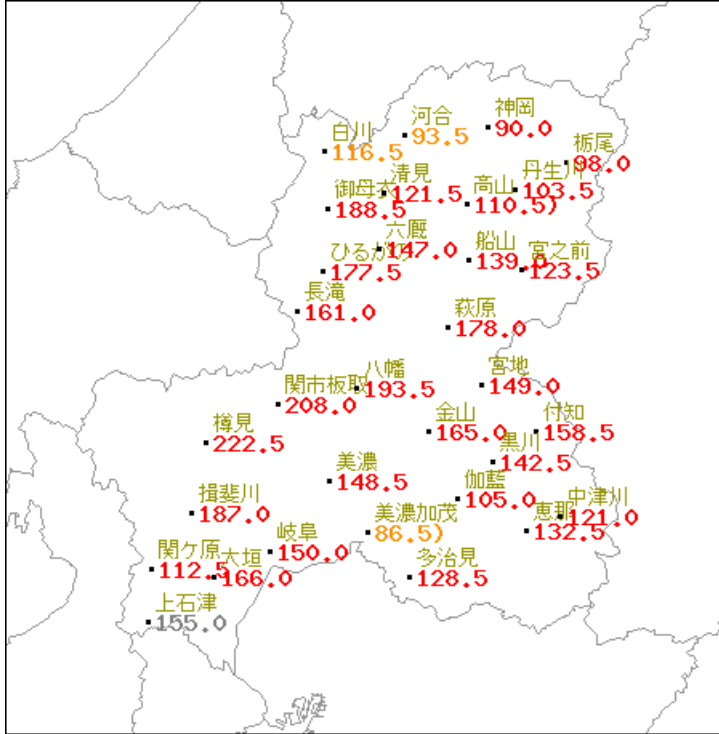 神岡
90.0
河合
93.5
白川
116.5
栃尾
98.0
丹生川
103.5
清見
121.5
高山
110.5)
御母衣
188.5
六厩
147.0
船山
139.0
宮之前
123.5
ひるがの
177.5
長滝
161.0
萩原
178.0
八幡
193.5
宮地
149.0
関市板取
208.0
金山
165.0
付知
158.5
樽見
222.5
黒川
142.5
美濃
148.5
伽藍
105.0
揖斐川
187.0
中津川
121.0
恵那
132.5
美濃加茂
86.5)
岐阜
150.0
関ケ原
112.5
大垣
166.0
多治見
128.5
上石津
155.0